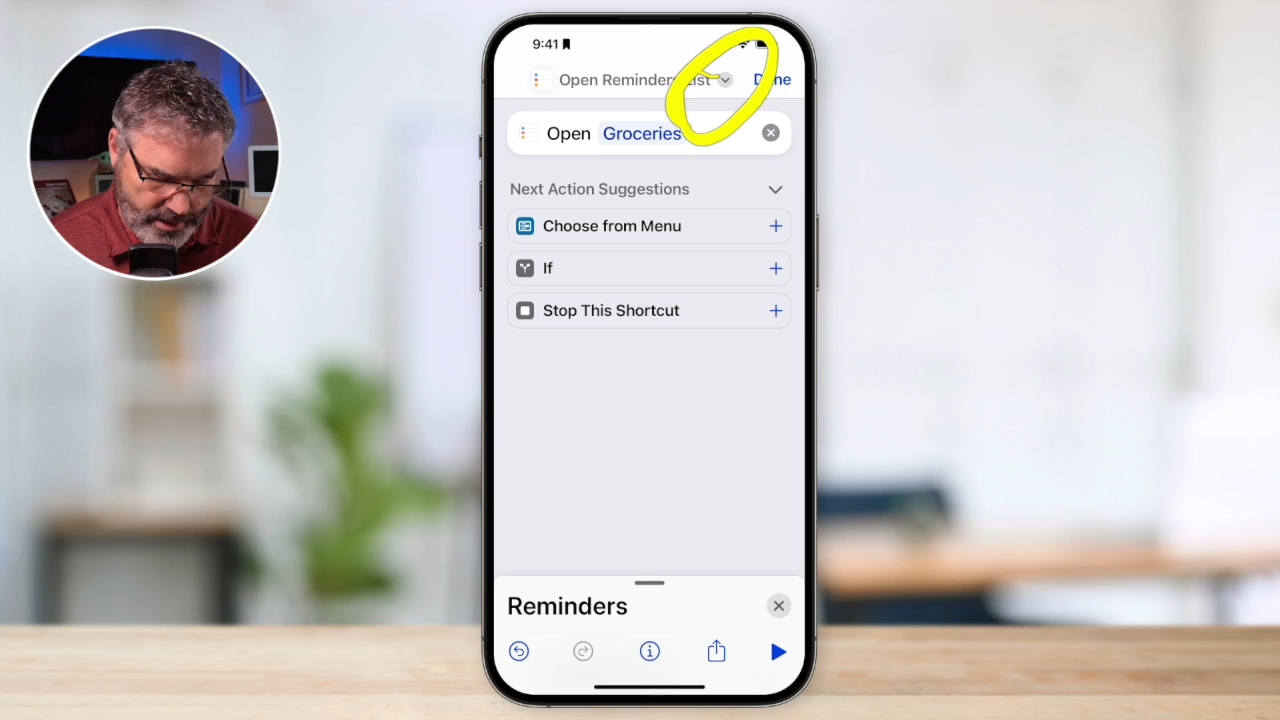 9:41
Open Reminders List
Done
Open Groceries
Next Action Suggestions
Choose from Menu
If
Stop This Shortcut
Reminders